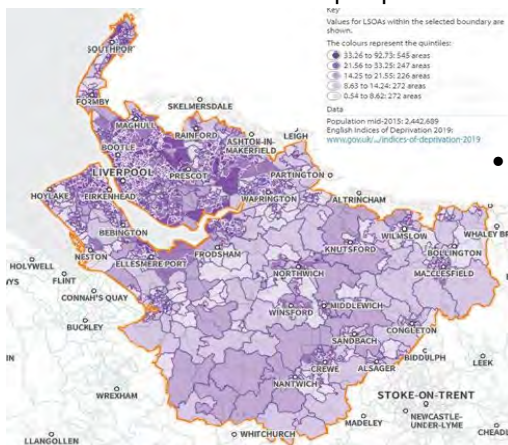 Key
Values for LSOAs within the selected boundary are
shown.
The colours represent the quintiles:
33.26 to 92.73: 545 areas
21.56 to 33.25: 247 areas
14.25 to 21.55: 226 areas
8.63 to 14.24: 272 areas
0.54 to 8.62: 272 areas
Data
Population mid-2015: 2,442,689
English Indices of Deprivation 2019:
www.gov.uk/.../indices-of-deprivation-2019
•
SOUTHPORT
FORMBY
SKELMERSDALE
MAGHULL
RAINFORD
ASHTON-IN-
MAKERFIELD
LEIGH
BOOTLE
LIVERPOOL
PRESCOT
PARTINGTON
HOYLAKE
BIRKENHEAD
WARRINGTON
ALTRINCHAM
BEBINGTON
WILMSLOW
WHALEY BR
BOLLINGTON
NESTON
ELLESMERE PORT
FRODSHAM
KNUTSFORD
HOLYWELL
FLINT
NORTHWICH
MACCLESFIELD
CONNAH'S QUAY
WINSFORD
MIDDLEWICH
BUCKLEY
CONGLETON
SANDBACH
BIDDULPH
LEEK
CREWE
ALSAGER
NANTWICH
WREXHAM
STOKE-ON-TRENT
NEWCASTLE-
UNDER-LYME
MADELEY
CHEADL
WHITCHURCH
LLANGOLLEN